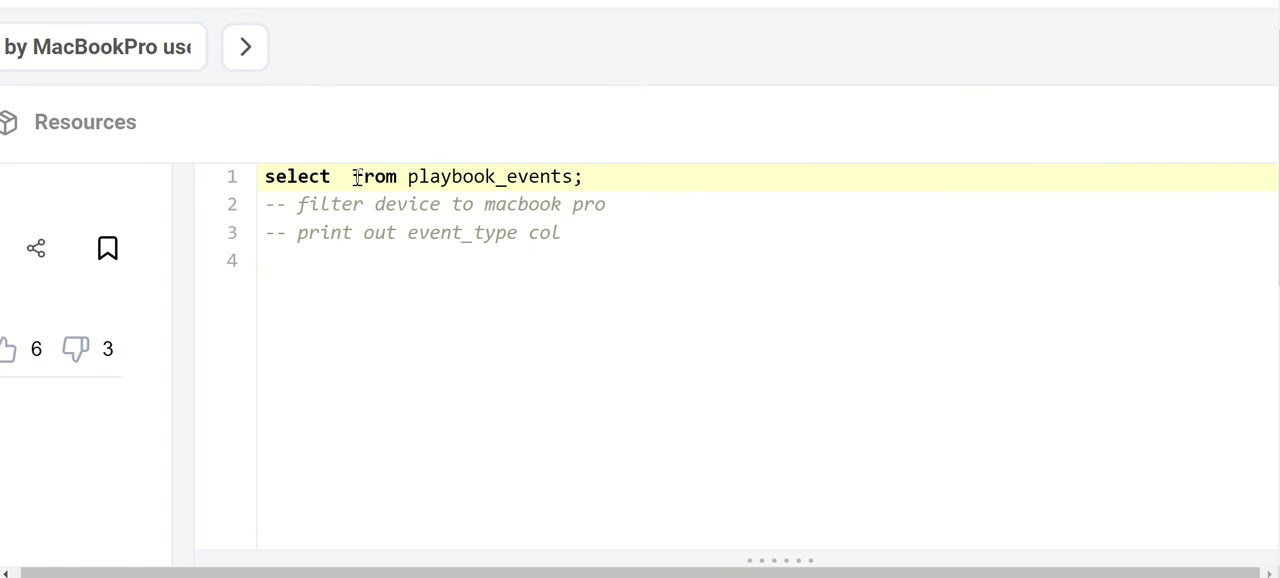 by MacBookPro use
Resources
1 select from playbook_events;
2 -- filter device to macbook pro
3 -- print out event_type col
4
6 3